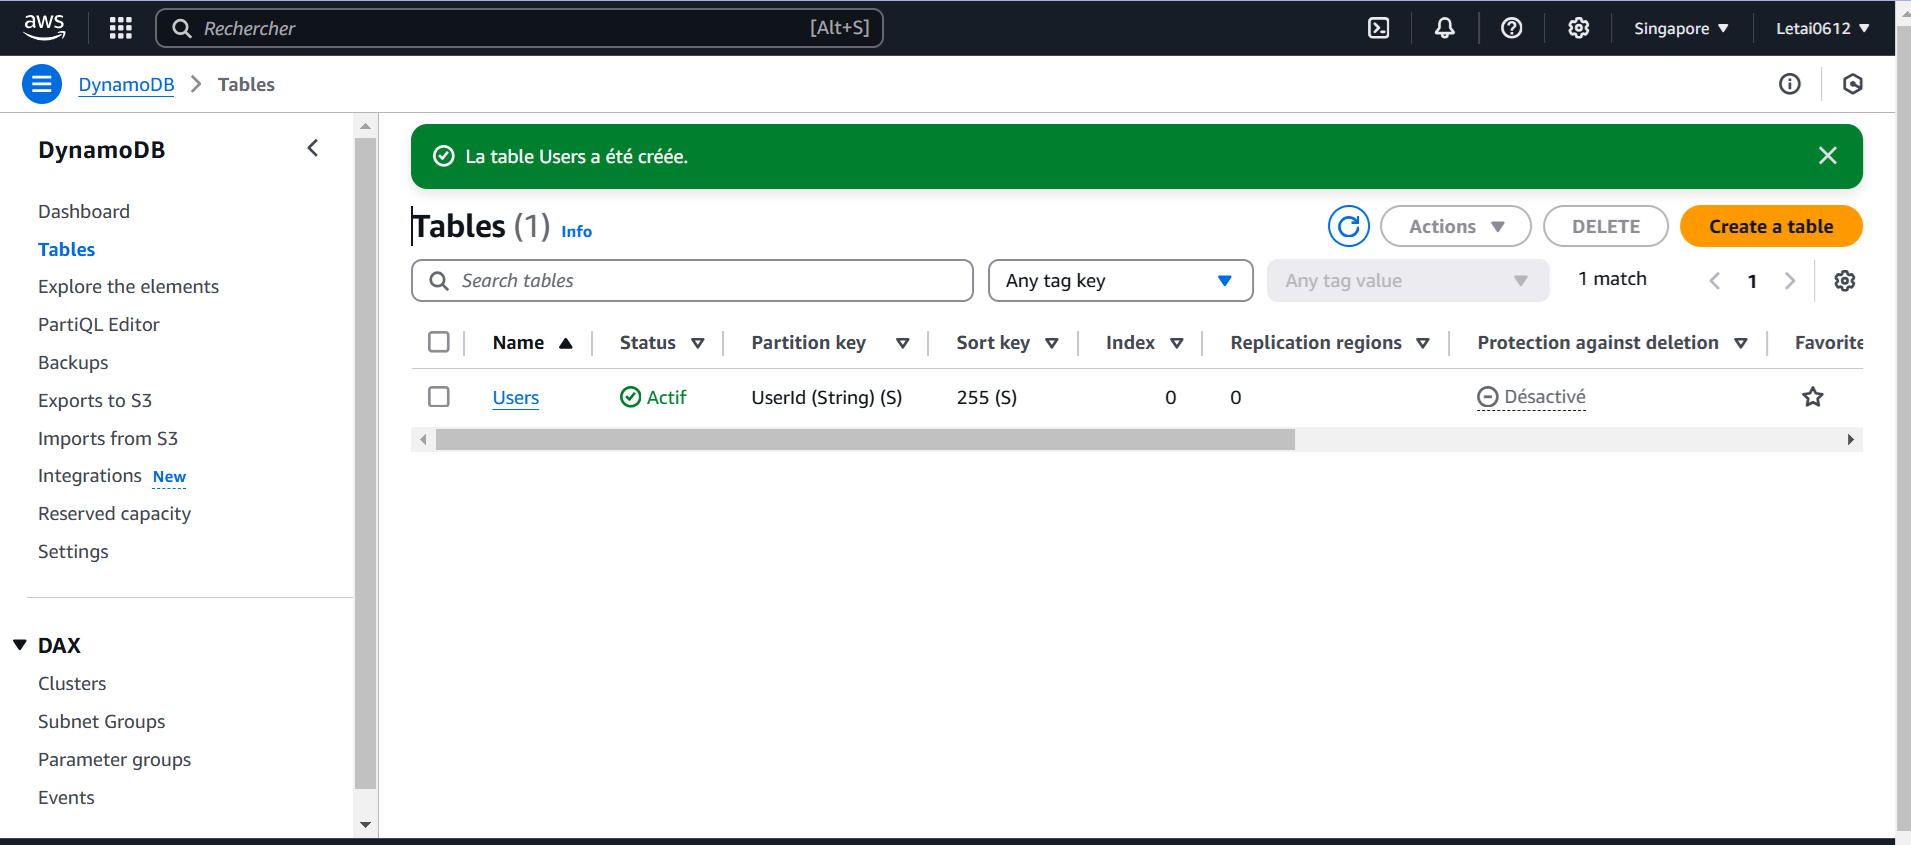 aws
Rechercher [Alt+S] Singapore Letai0612
DynamoDB > Tables
DynamoDB
Dashboard
Tables
Explore the elements
PartiQL Editor
Backups
Exports to S3
Imports from S3
Integrations New
Reserved capacity
Settings
DAX
Clusters
Subnet Groups
Parameter groups
Events
La table Users a été créée.
Tables (1) Info Actions DELETE Create a table
Search tables Any tag key Any tag value 1 match 1
Name Status Partition key Sort key Index Replication regions Protection against deletion Favorite
Users Actif UserId (String) (S) 255 (S) 0 0 Désactivé